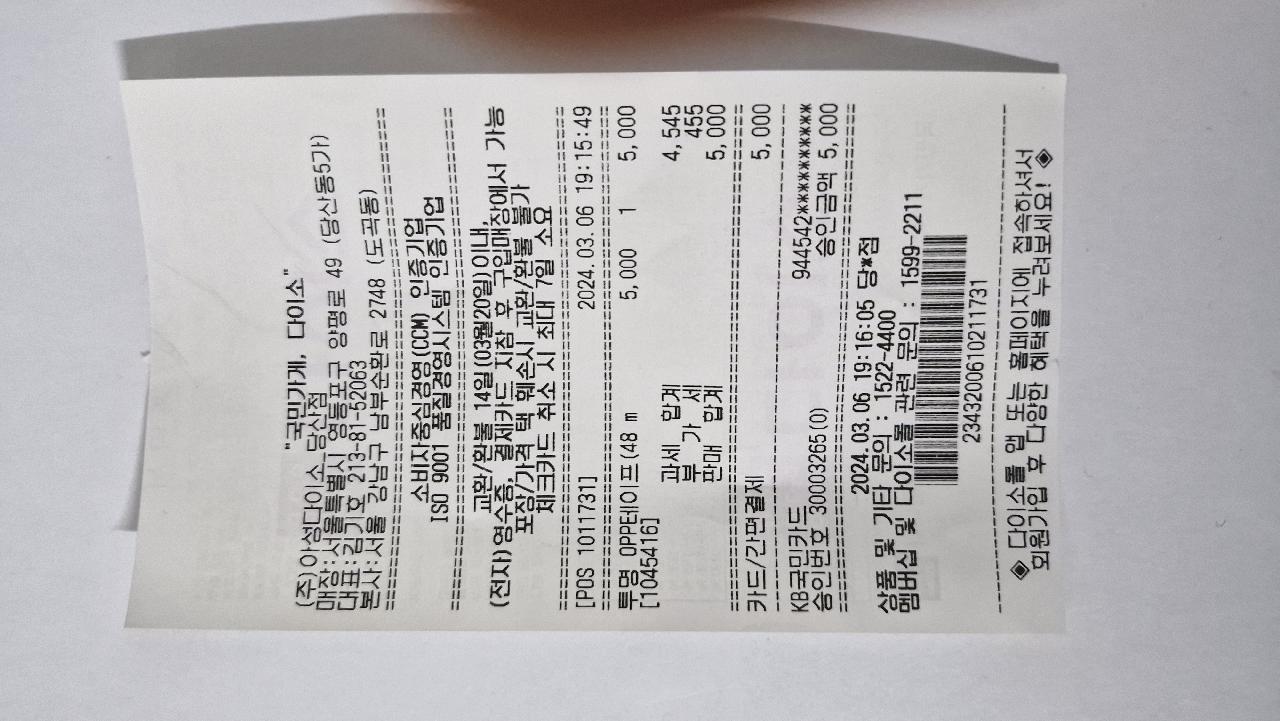 "국민가게, 다이소"
(주)아성다이소_당산점
매장:서울특별시 영등포구 양평로 49 (당산동5가)
대표:김기호 213-81-52063
본사:서울 강남구 남부순환로 2748 (도곡동)
========================================
소비자중심경영(CCM) 인증기업
ISO 9001 품질경영시스템 인증기업
========================================
교환/환불 14일(03월20일)이내,
(전자)영수증, 결제카드 지참 후 구입매장에서 가능
포장/가격 택 훼손시 교환/환불 불가
체크카드 취소 시 최대 7일 소요
========================================
[POS 1011731] 2024.03.06 19:15:49
========================================
투명 OPP테이프(48 m 5,000 1 5,000
[1045416]
과세 합계 4,545
부 가 세 455
판매 합계 5,000
========================================
카드/간편결제 5,000
----------------------------------------
KB국민카드 944542**********
승인번호 30003265(0) 승인금액 5,000
========================================
2024.03.06 19:16:05 당*점
상품 및 기타 문의 : 1522-4400
멤버십 및 다이소몰 관련 문의 : 1599-2211
2343200610211731
----------------------------------------
◈ 다이소몰 앱 또는 홈페이지에 접속하셔서
회원가입 후 다양한 혜택을 누려보세요! ◈